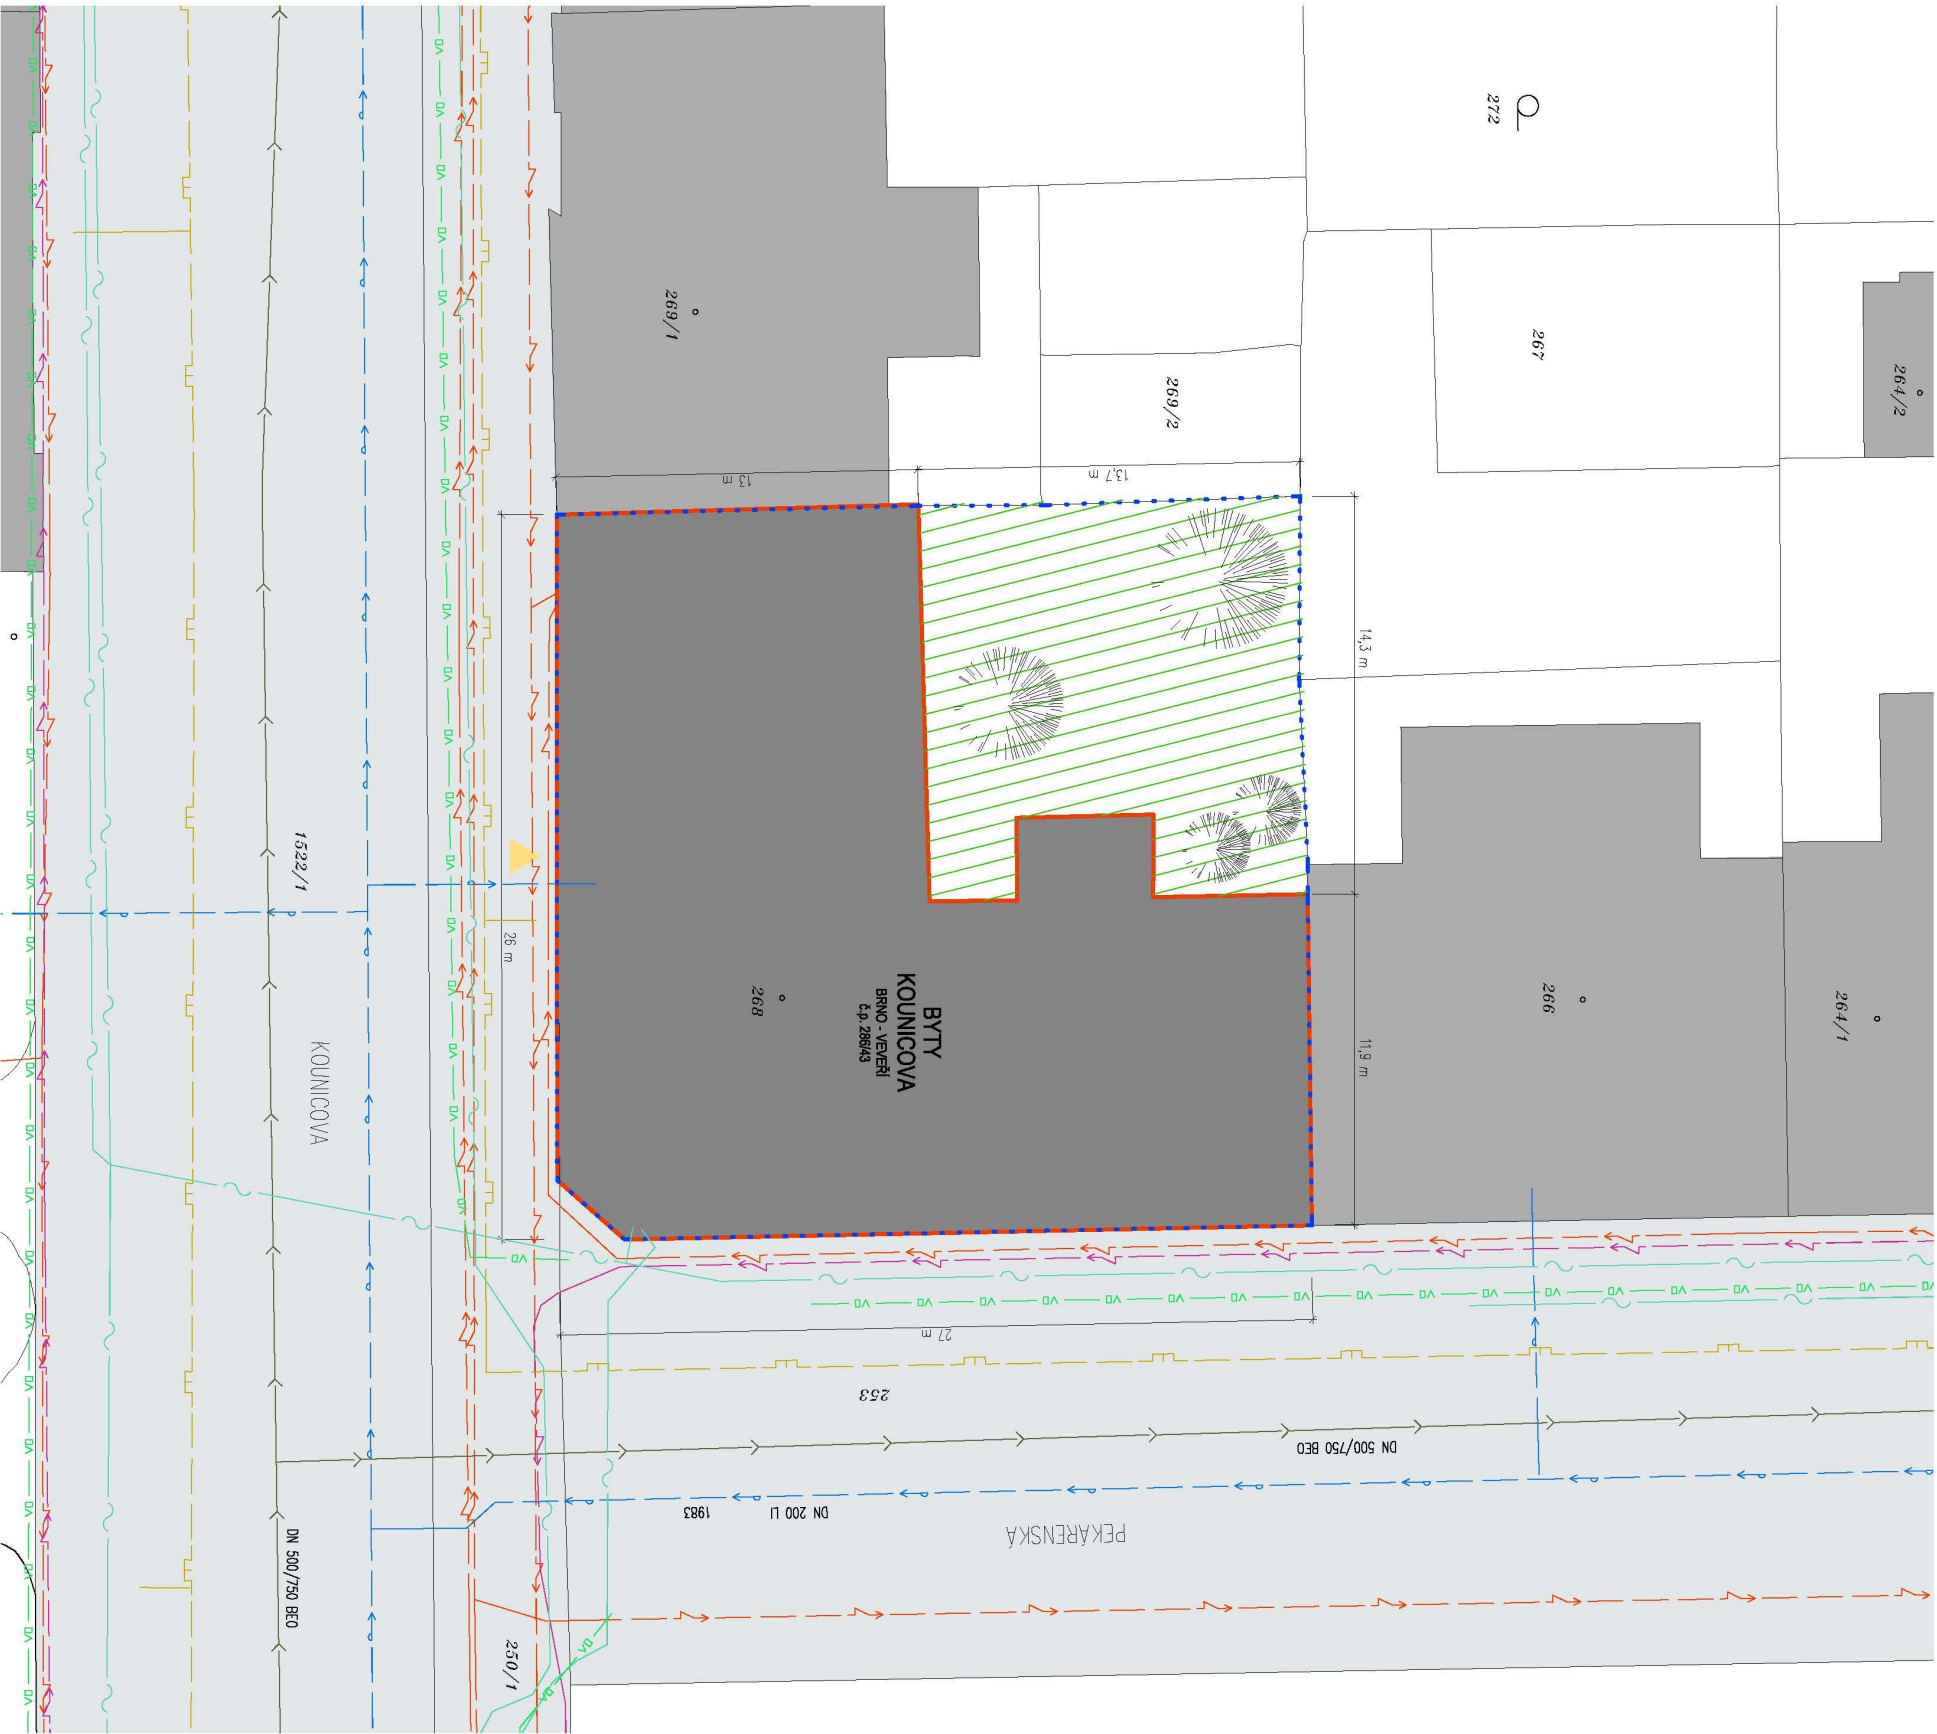 272
269/1
267
264/2
269/2
13 m
13,7 m
14,3 m
1522/1
26 m
268
BYTY
KOUNICOVA
BRNO - VEVEŘÍ
č.p. 286/43
266
264/1
11,9 m
KOUNICOVA
27 m
253
DN 500/750 BEO
DN 200 LI
1983
PEKÁRENSKÁ
DN 500/750 BEO
250/1